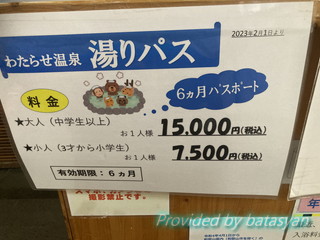 2023年2月1日より
わたらせ温泉 湯りパス
6ヵ月パスポート
料金
★大人(中学生以上)
お1人様 15,000円(税込)
★小人(3才から小学生)
お1人様 7,500円(税込)
有効期限:6ヵ月
撮影禁止です。
Provided by batasyan